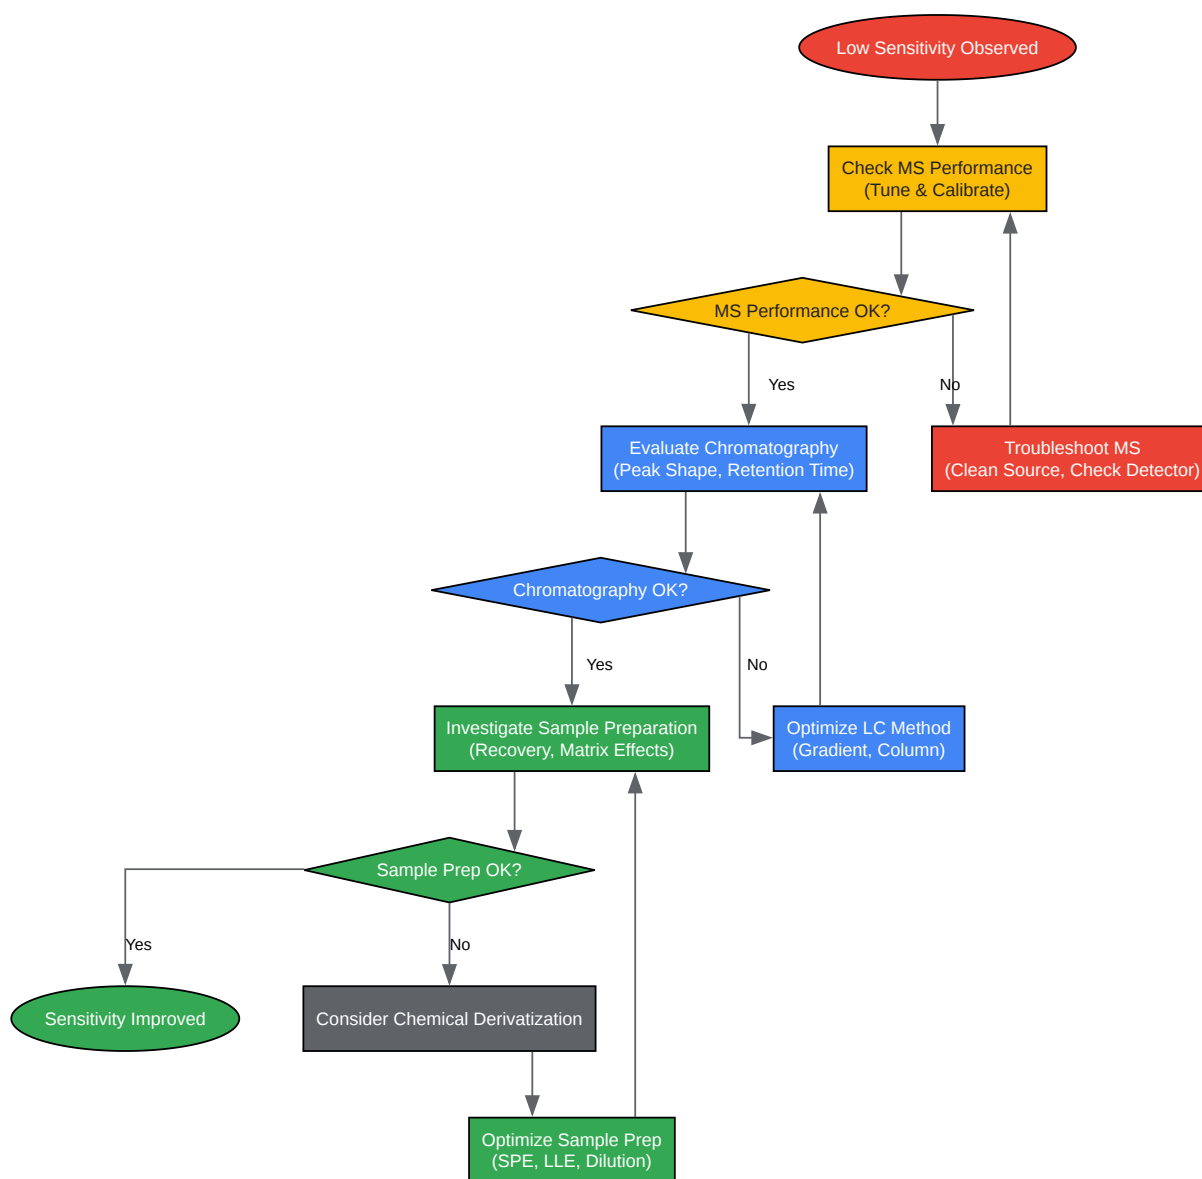 Low Sensitivity Observed
Check MS Performance
(Tune & Calibrate)
MS Performance OK?
Yes
No
Evaluate Chromatography
(Peak Shape, Retention Time)
Troubleshoot MS
(Clean Source, Check Detector)
Chromatography OK?
Yes
No
Investigate Sample Preparation
(Recovery, Matrix Effects)
Optimize LC Method
(Gradient, Column)
Sample Prep OK?
Yes
No
Sensitivity Improved
Consider Chemical Derivatization
Optimize Sample Prep
(SPE, LLE, Dilution)